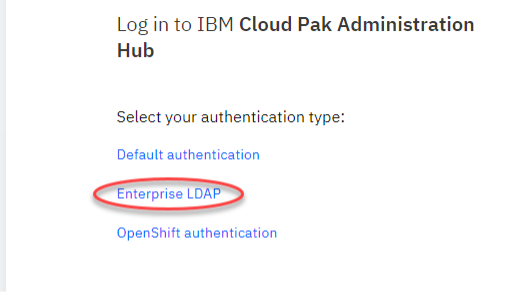 Log in to IBM Cloud Pak Administration
Hub
Select your authentication type:
Default authentication
Enterprise LDAP
OpenShift authentication